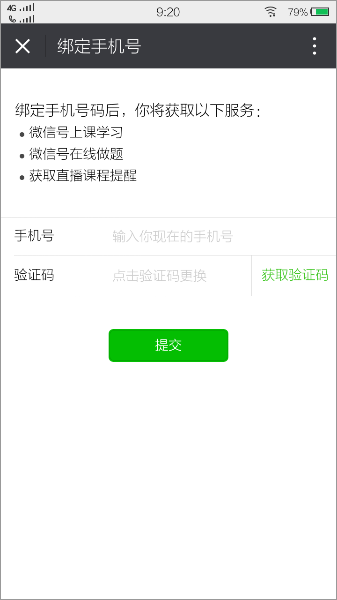 4G 9:20 79%
绑定手机号
绑定手机号码后，你将获取以下服务：
• 微信号上课学习
• 微信号在线做题
• 获取直播课程提醒
手机号 输入你现在的手机号
验证码 点击验证码更换 获取验证码
提交